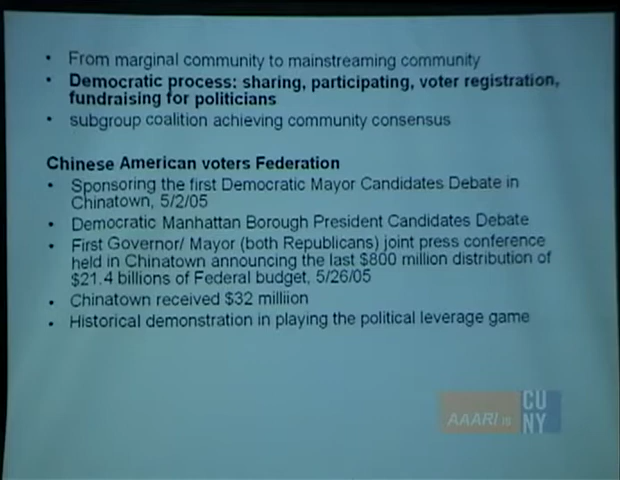 • From marginal community to mainstreaming community
• Democratic process: sharing, participating, voter registration,
fundraising for politicians
• subgroup coalition achieving community consensus
Chinese American voters Federation
• Sponsoring the first Democratic Mayor Candidates Debate in
Chinatown, 5/2/05
• Democratic Manhattan Borough President Candidates Debate
• First Governor/ Mayor (both Republicans) joint press conference
held in Chinatown announcing the last $800 million distribution of
$21.4 billions of Federal budget, 5/26/05
• Chinatown received $32 milliion
• Historical demonstration in playing the political leverage game
AAARI is
CU
NY